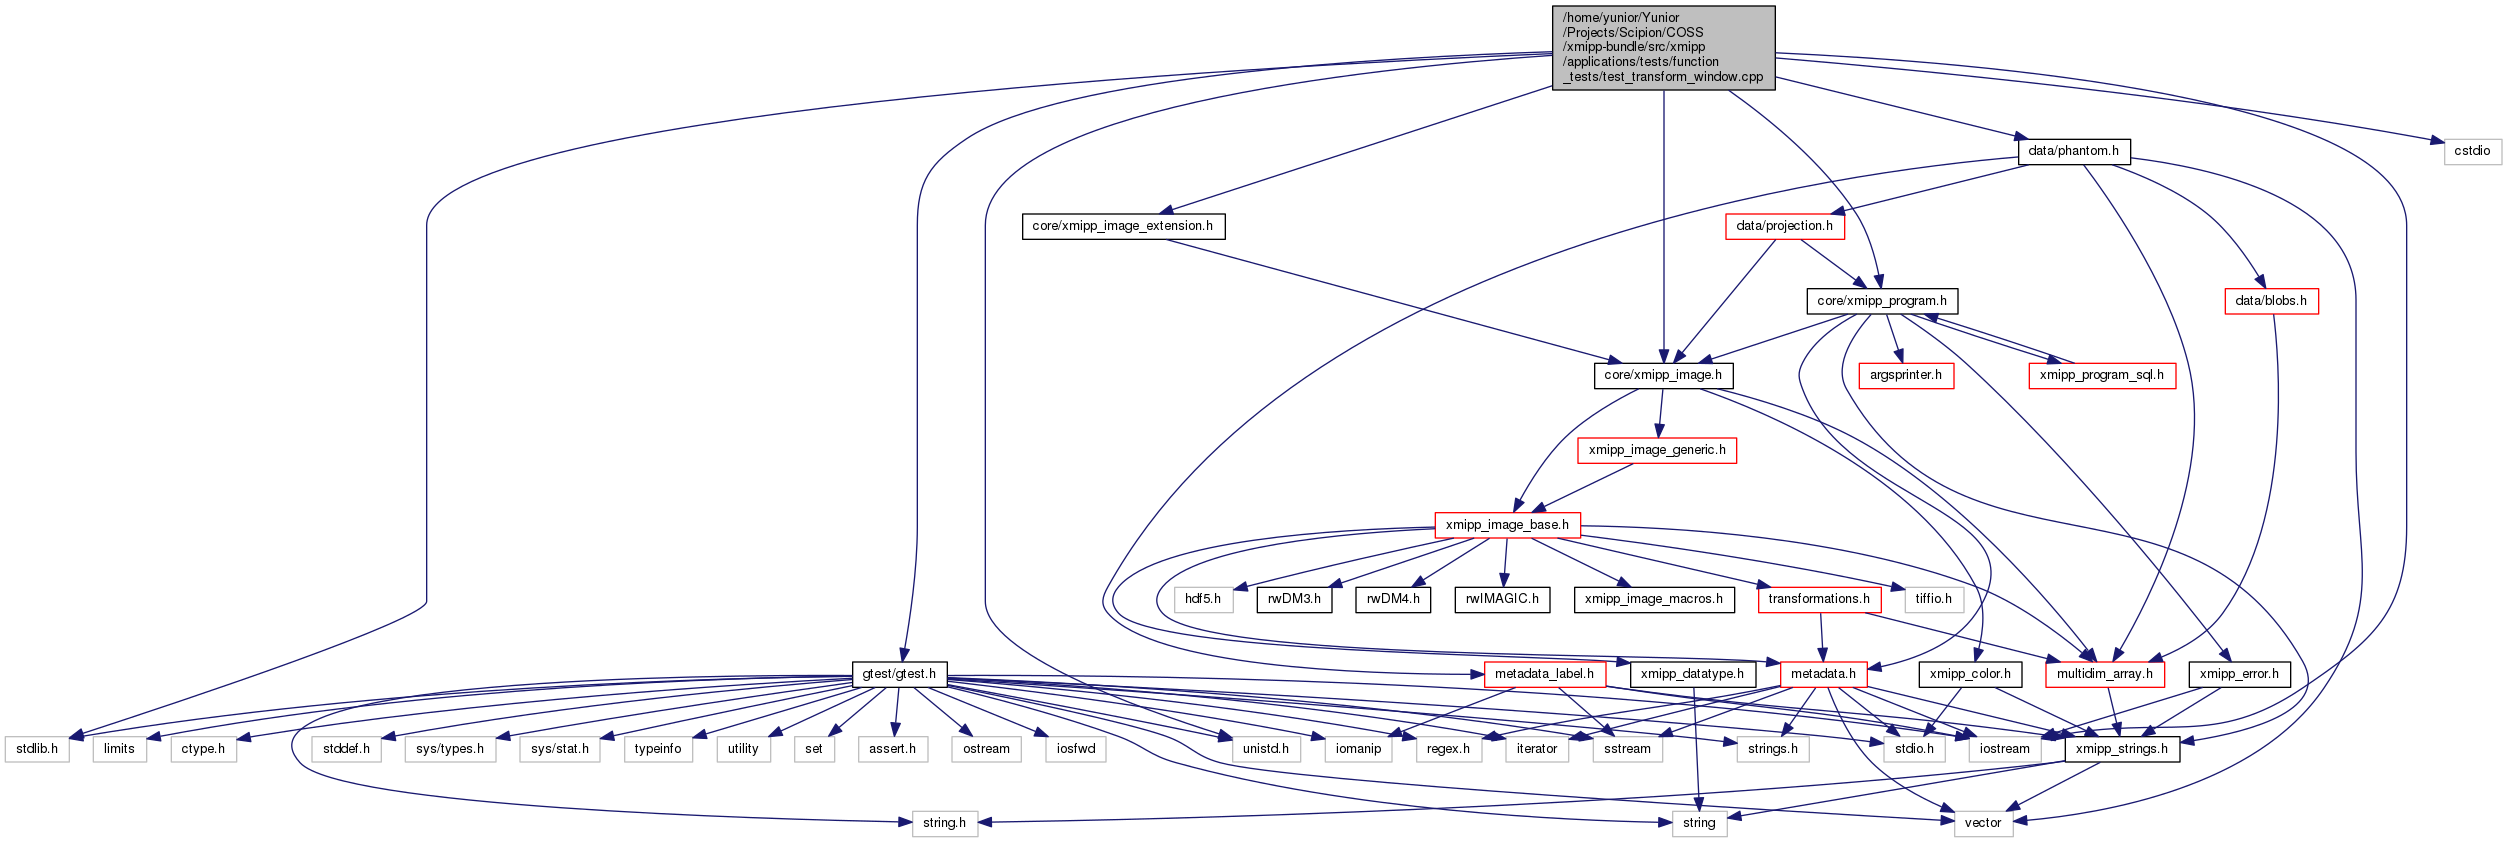 /home/yunior/Yunior
/Projects/Scipion/COSS
/xmipp-bundle/src/xmipp
/applications/tests/function
_tests/test_transform_window.cpp
cstdio
data/phantom.h
core/xmipp_image_extension.h
data/projection.h
core/xmipp_program.h
data/blobs.h
core/xmipp_image.h
argsprinter.h
xmipp_program_sql.h
xmipp_image_generic.h
xmipp_image_base.h
hdf5.h
rwDM3.h
rwDM4.h
rwIMAGIC.h
xmipp_image_macros.h
transformations.h
tiffio.h
gtest/gtest.h
metadata_label.h
xmipp_datatype.h
metadata.h
xmipp_color.h
multidim_array.h
xmipp_error.h
stdlib.h
limits
ctype.h
stddef.h
sys/types.h
sys/stat.h
typeinfo
utility
set
assert.h
ostream
iosfwd
unistd.h
iomanip
regex.h
iterator
sstream
strings.h
stdio.h
iostream
xmipp_strings.h
string.h
string
vector